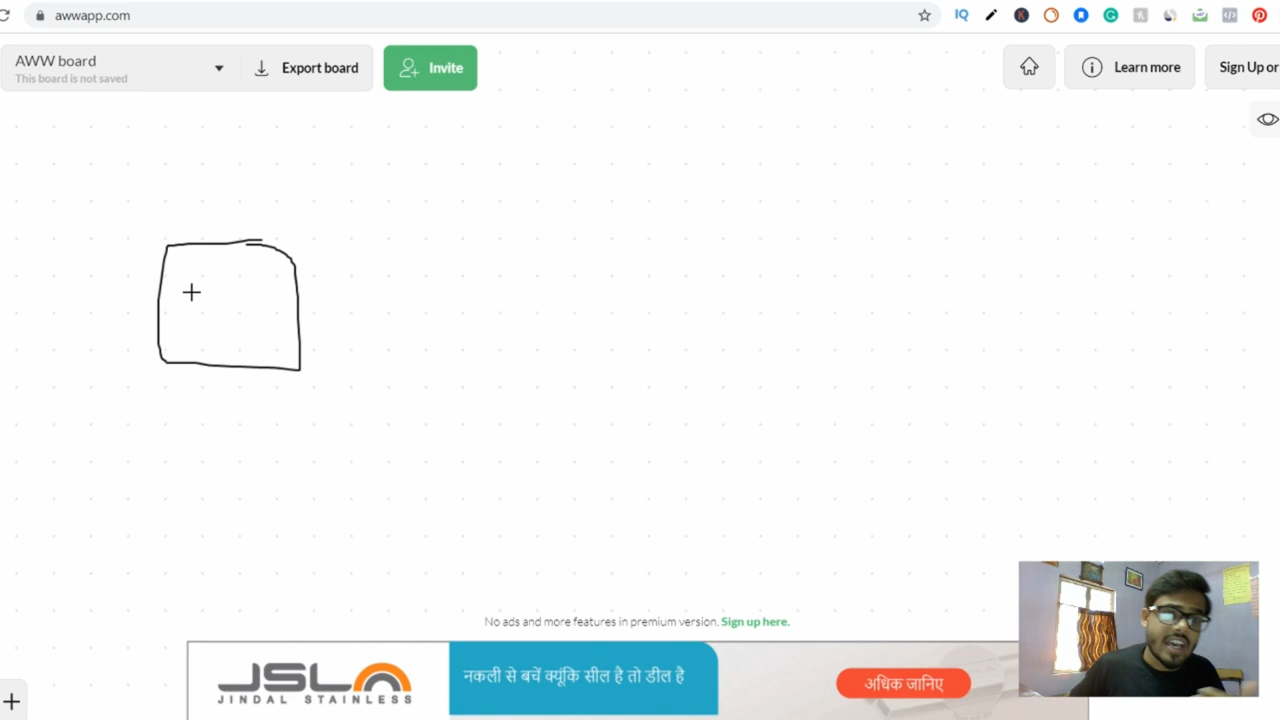 awwapp.com
AWW board
This board is not saved
Export board
Invite
Learn more
Sign Up or
No ads and more features in premium version. Sign up here.
JSL
JINDAL STAINLESS
नकली से बचें क्यूंकि सील है तो डील है
अधिक जानिए